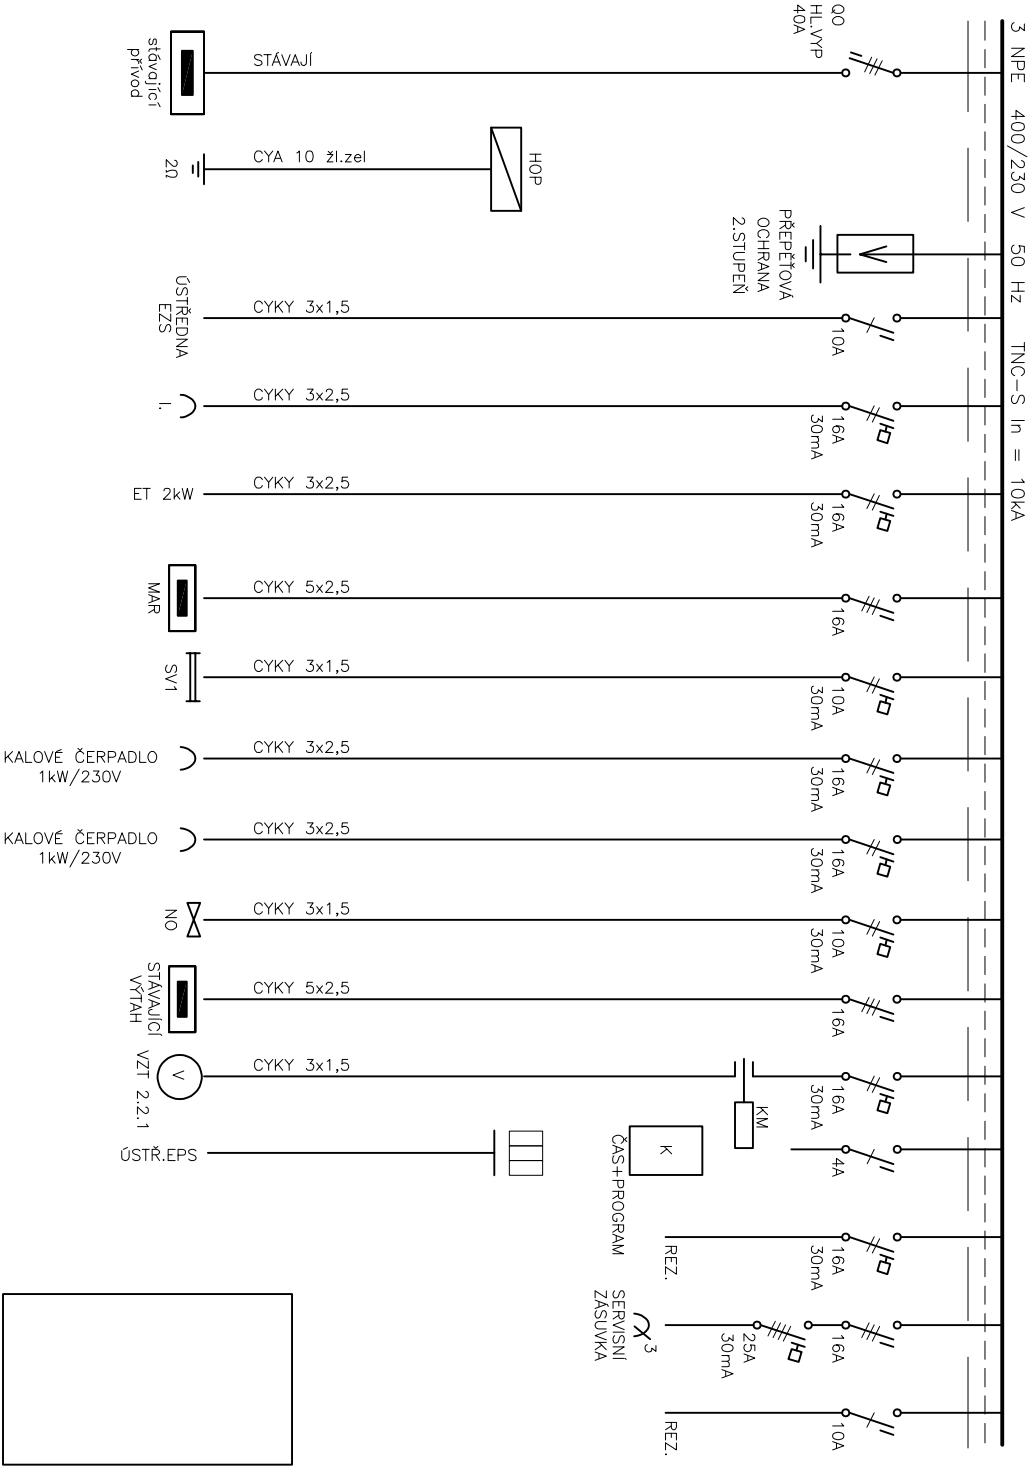 3 NPE 400/230 V 50 Hz TNC-S In = 10kA
QO
HL.VYP
40A
STÁVAJÍ
stávající
přívod
HOP
CYA 10 žl.zel
2Ω
PŘEPĚŤOVÁ
OCHRANA
2.STUPEŇ
10A
CYKY 3x1,5
ÚSTŘEDNA
EZS
16A
30mA
CYKY 3x2,5
I.
16A
30mA
CYKY 3x2,5
ET 2kW
16A
CYKY 5x2,5
MAR
10A
30mA
CYKY 3x1,5
SV1
16A
30mA
CYKY 3x2,5
KALOVÉ ČERPADLO
1kW/230V
16A
30mA
CYKY 3x2,5
KALOVÉ ČERPADLO
1kW/230V
10A
30mA
CYKY 3x1,5
NO
16A
CYKY 5x2,5
STÁVAJÍCÍ
VÝTAH
16A
30mA
KM
CYKY 3x1,5
V
VZT 2.2.1
4A
K
ČAS+PROGRAM
ÚSTŘ.EPS
16A
30mA
REZ.
16A
25A
30mA
3
SERVISNÍ
ZÁSUVKA
10A
REZ.